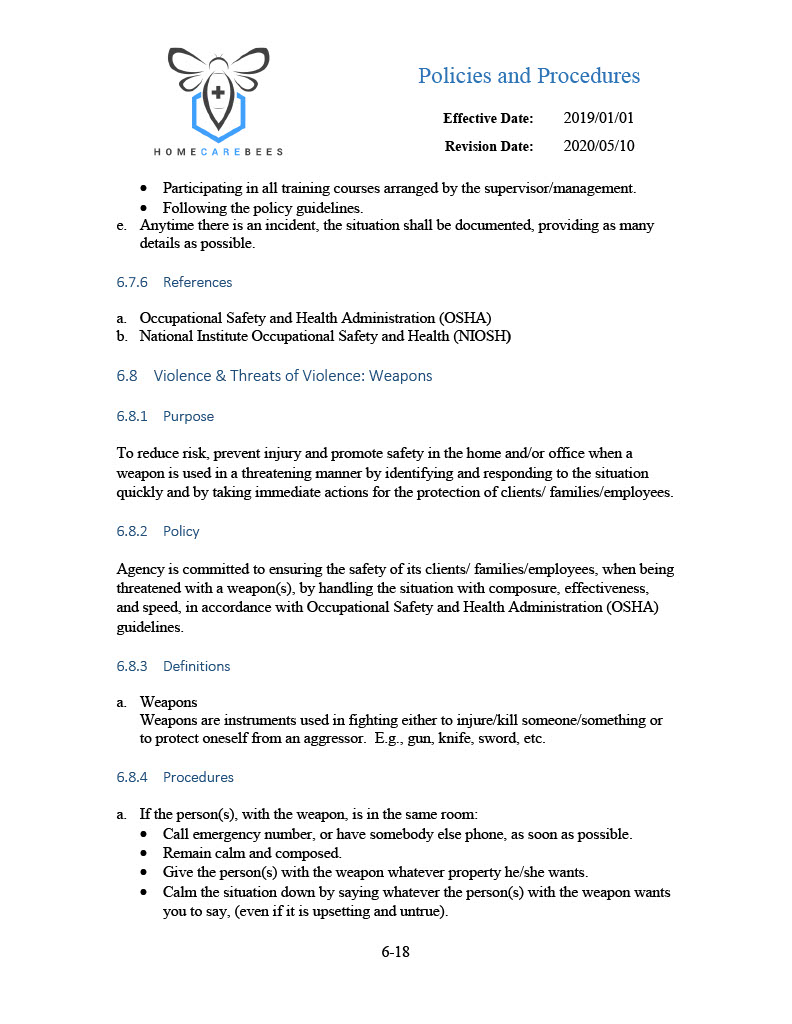 Policies and Procedures
Effective Date: 2019/01/01
Revision Date: 2020/05/10
HOMECAREBEES
• Participating in all training courses arranged by the supervisor/management.
• Following the policy guidelines.
e. Anytime there is an incident, the situation shall be documented, providing as many
details as possible.
6.7.6 References
a. Occupational Safety and Health Administration (OSHA)
b. National Institute Occupational Safety and Health (NIOSH)
6.8 Violence & Threats of Violence: Weapons
6.8.1 Purpose
To reduce risk, prevent injury and promote safety in the home and/or office when a
weapon is used in a threatening manner by identifying and responding to the situation
quickly and by taking immediate actions for the protection of clients/ families/employees.
6.8.2 Policy
Agency is committed to ensuring the safety of its clients/ families/employees, when being
threatened with a weapon(s), by handling the situation with composure, effectiveness,
and speed, in accordance with Occupational Safety and Health Administration (OSHA)
guidelines.
6.8.3 Definitions
a. Weapons
Weapons are instruments used in fighting either to injure/kill someone/something or
to protect oneself from an aggressor. E.g., gun, knife, sword, etc.
6.8.4 Procedures
a. If the person(s), with the weapon, is in the same room:
• Call emergency number, or have somebody else phone, as soon as possible.
• Remain calm and composed.
• Give the person(s) with the weapon whatever property he/she wants.
• Calm the situation down by saying whatever the person(s) with the weapon wants
you to say, (even if it is upsetting and untrue).
6-18